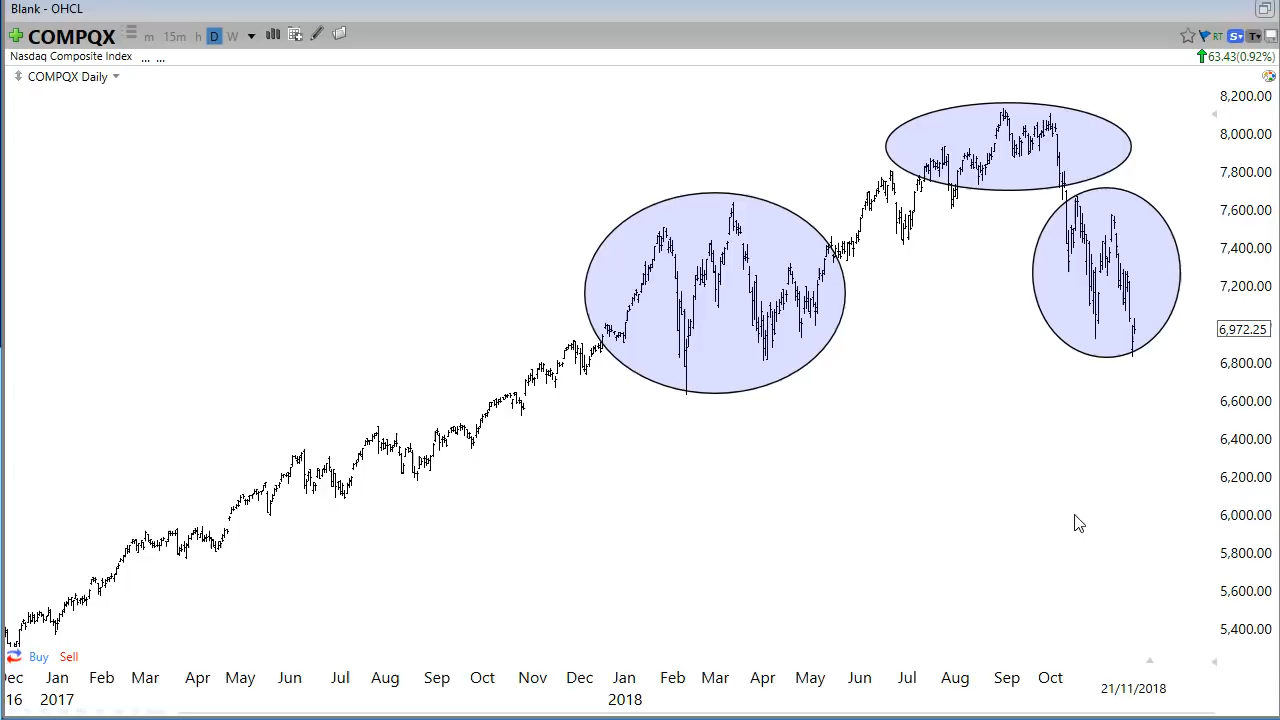 Blank - OHCL
COMPQX m 15m h D W RT S T
Nasdaq Composite Index ... ... 63.43(0.92%)
COMPQX Daily
8,200.00
8,000.00
7,800.00
7,600.00
7,400.00
7,200.00
6,972.25
6,800.00
6,600.00
6,400.00
6,200.00
6,000.00
5,800.00
5,600.00
5,400.00
Buy Sell
Dec Jan Feb Mar Apr May Jun Jul Aug Sep Oct Nov Dec Jan Feb Mar Apr May Jun Jul Aug Sep Oct
16 2017 2018 21/11/2018